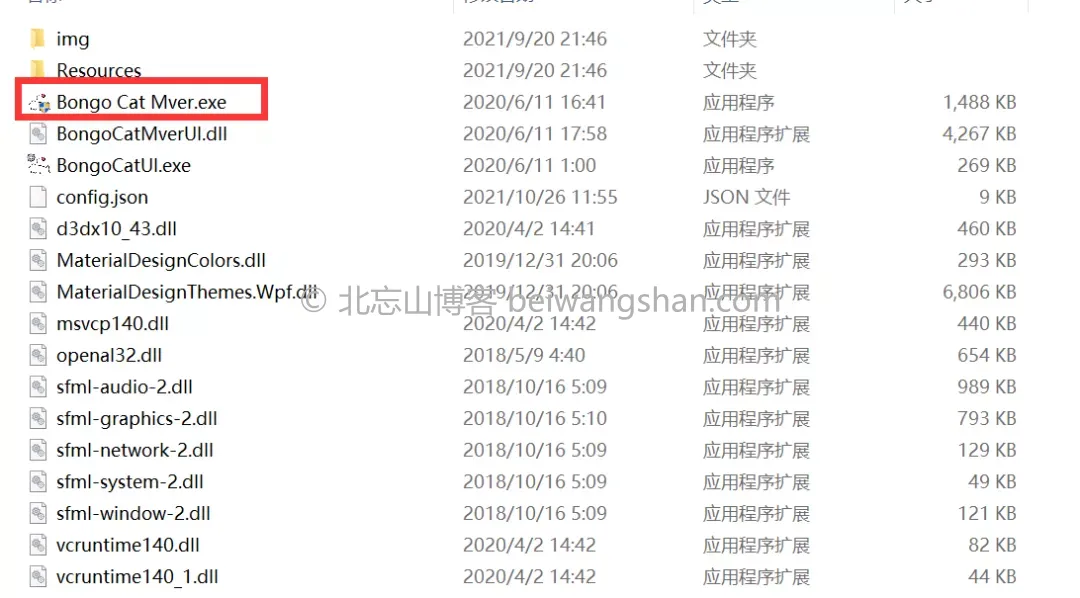 img 2021/9/20 21:46 文件夹
Resources 2021/9/20 21:46 文件夹
Bongo Cat Mver.exe 2020/6/11 16:41 应用程序 1,488 KB
BongoCatMverUI.dll 2020/6/11 17:58 应用程序扩展 4,267 KB
BongoCatUI.exe 2020/6/11 1:00 应用程序 269 KB
config.json 2021/10/26 11:55 JSON 文件 9 KB
d3dx10_43.dll 2020/4/2 14:41 应用程序扩展 460 KB
MaterialDesignColors.dll 2019/12/31 20:06 应用程序扩展 293 KB
MaterialDesignThemes.Wpf.dll 2019/12/31 20:06 应用程序扩展 6,806 KB
© 北忘山博客 beiwangshan.com
msvcp140.dll 2020/4/2 14:42 应用程序扩展 440 KB
openal32.dll 2018/5/9 4:40 应用程序扩展 654 KB
sfml-audio-2.dll 2018/10/16 5:09 应用程序扩展 989 KB
sfml-graphics-2.dll 2018/10/16 5:10 应用程序扩展 793 KB
sfml-network-2.dll 2018/10/16 5:09 应用程序扩展 129 KB
sfml-system-2.dll 2018/10/16 5:09 应用程序扩展 49 KB
sfml-window-2.dll 2018/10/16 5:09 应用程序扩展 121 KB
vcruntime140.dll 2020/4/2 14:42 应用程序扩展 82 KB
vcruntime140_1.dll 2020/4/2 14:42 应用程序扩展 44 KB